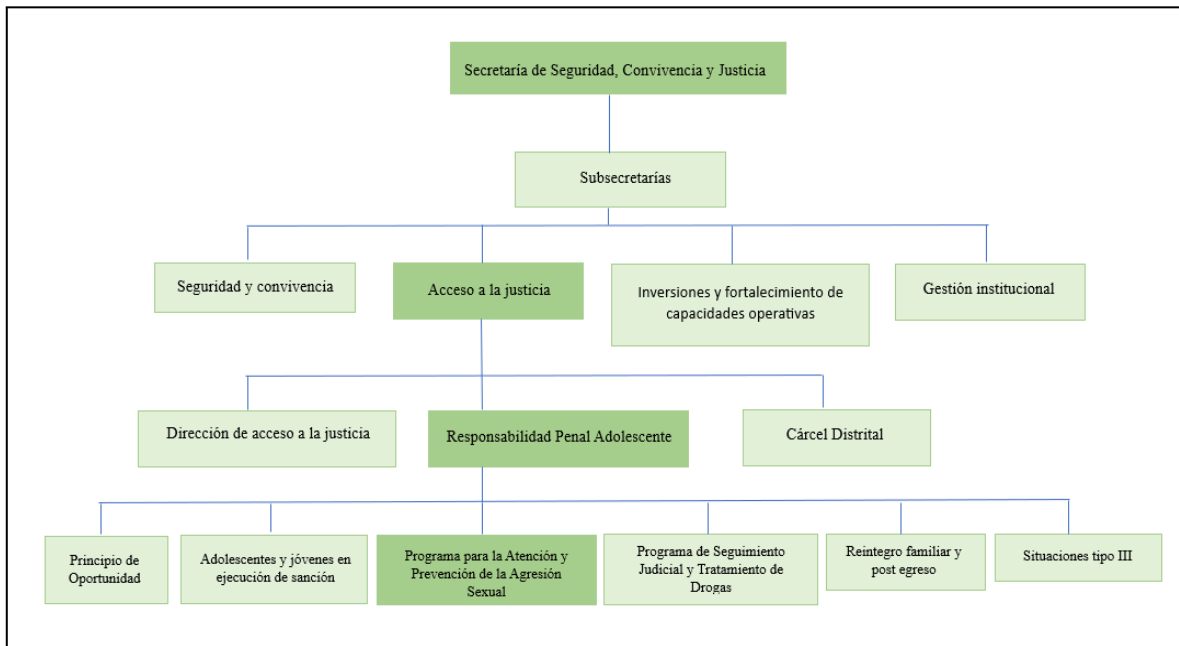 Secretaría de Seguridad, Convivencia y Justicia
Subsecretarías
Seguridad y convivencia
Acceso a la justicia
Inversiones y fortalecimiento de
capacidades operativas
Gestión institucional
Dirección de acceso a la justicia
Responsabilidad Penal Adolescente
Cárcel Distrital
Principio de
Oportunidad
Adolescentes y jóvenes en
ejecución de sanción
Programa para la Atención y
Prevención de la Agresión
Sexual
Programa de Seguimiento
Judicial y Tratamiento de
Drogas
Reintegro familiar y
post egreso
Situaciones tipo III